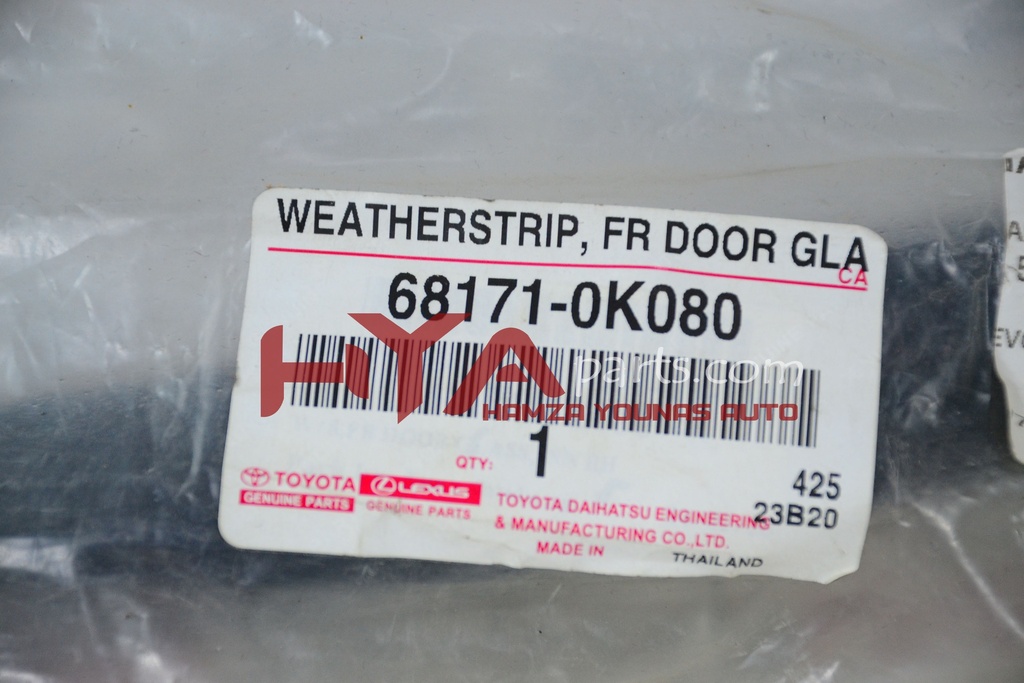 WEATHERSTRIP, FR DOOR GLA
CA
68171-0K080
HYA parts.com
HAMZA YOUNAS AUTO
QTY: 1
TOYOTA LEXUS
GENUINE PARTS GENUINE PARTS
TOYOTA DAIHATSU ENGINEERING
& MANUFACTURING CO.,LTD.
MADE IN THAILAND
425
23B20